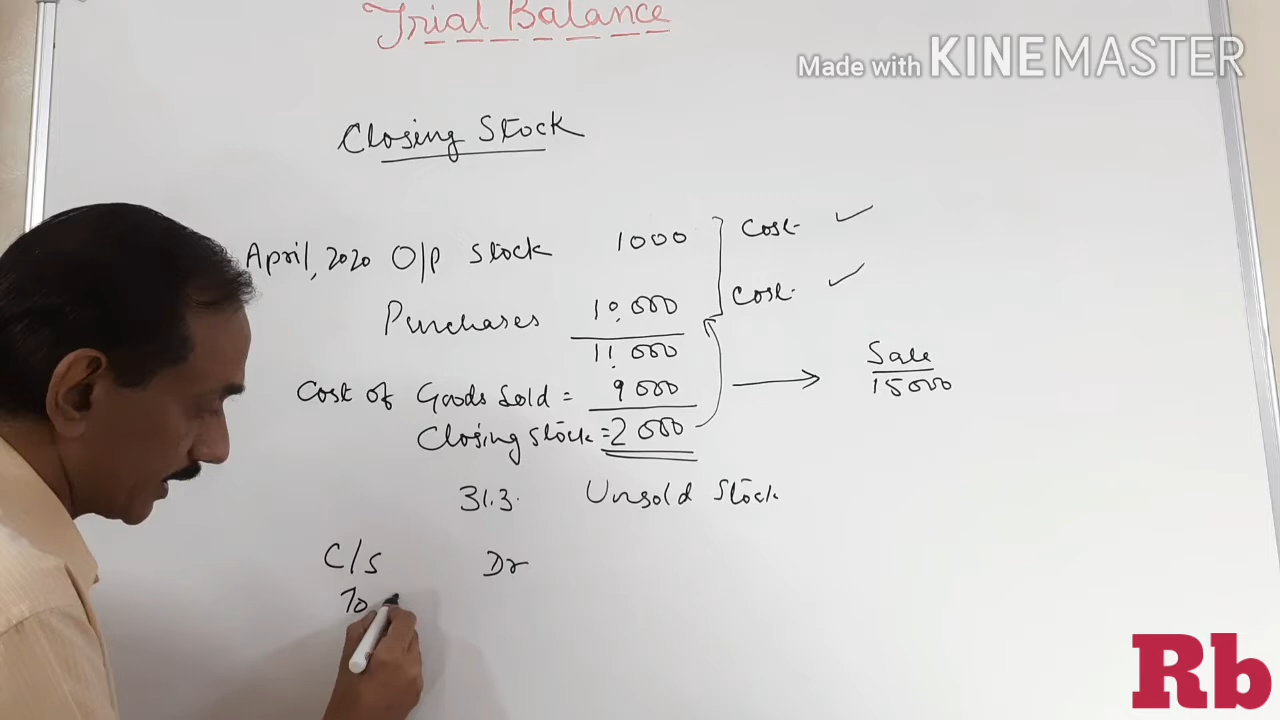 Trial Balance
Made with KINEMASTER
Closing Stock
April, 2020 O/P Stock 1000 Cost ✓
Purchases 10,000 Cost ✓
11,000
Sale
Cost of Goods Sold = 9000 → 15000
Closing Stock = 2000
31.3. Unsold Stock
C/S Dr
To
Rb